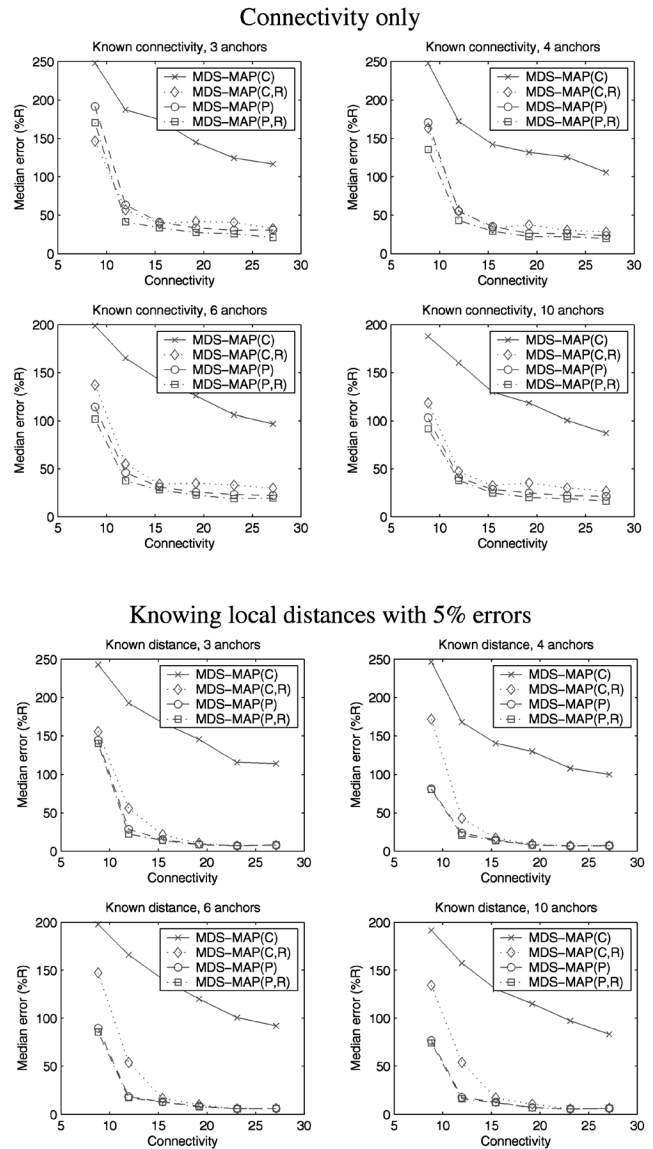 Connectivity only
Known connectivity, 3 anchors
250
200
150
100
50
0
Median error (%R)
MDS-MAP(C)
MDS-MAP(C,R)
MDS-MAP(P)
MDS-MAP(P,R)
5 10 15 20 25 30
Connectivity
Known connectivity, 4 anchors
250
200
150
100
50
0
Median error (%R)
MDS-MAP(C)
MDS-MAP(C,R)
MDS-MAP(P)
MDS-MAP(P,R)
5 10 15 20 25 30
Connectivity
Known connectivity, 6 anchors
200
150
100
50
0
Median error (%R)
MDS-MAP(C)
MDS-MAP(C,R)
MDS-MAP(P)
MDS-MAP(P,R)
5 10 15 20 25 30
Connectivity
Known connectivity, 10 anchors
200
150
100
50
0
Median error (%R)
MDS-MAP(C)
MDS-MAP(C,R)
MDS-MAP(P)
MDS-MAP(P,R)
5 10 15 20 25 30
Connectivity
Knowing local distances with 5% errors
Known distance, 3 anchors
250
200
150
100
50
0
Median error (%R)
MDS-MAP(C)
MDS-MAP(C,R)
MDS-MAP(P)
MDS-MAP(P,R)
5 10 15 20 25 30
Connectivity
Known distance, 4 anchors
250
200
150
100
50
0
Median error (%R)
MDS-MAP(C)
MDS-MAP(C,R)
MDS-MAP(P)
MDS-MAP(P,R)
5 10 15 20 25 30
Connectivity
Known distance, 6 anchors
200
150
100
50
0
Median error (%R)
MDS-MAP(C)
MDS-MAP(C,R)
MDS-MAP(P)
MDS-MAP(P,R)
5 10 15 20 25 30
Connectivity
Known distance, 10 anchors
200
150
100
50
0
Median error (%R)
MDS-MAP(C)
MDS-MAP(C,R)
MDS-MAP(P)
MDS-MAP(P,R)
5 10 15 20 25 30
Connectivity